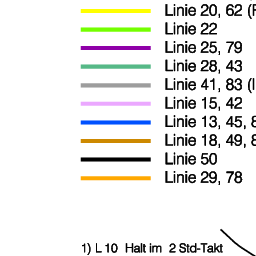 Linie 20, 62 (
Linie 22
Linie 25, 79
Linie 28, 43
Linie 41, 83 (
Linie 15, 42
Linie 13, 45,
Linie 18, 49,
Linie 50
Linie 29, 78
1) L 10 Halt im 2 Std-Takt